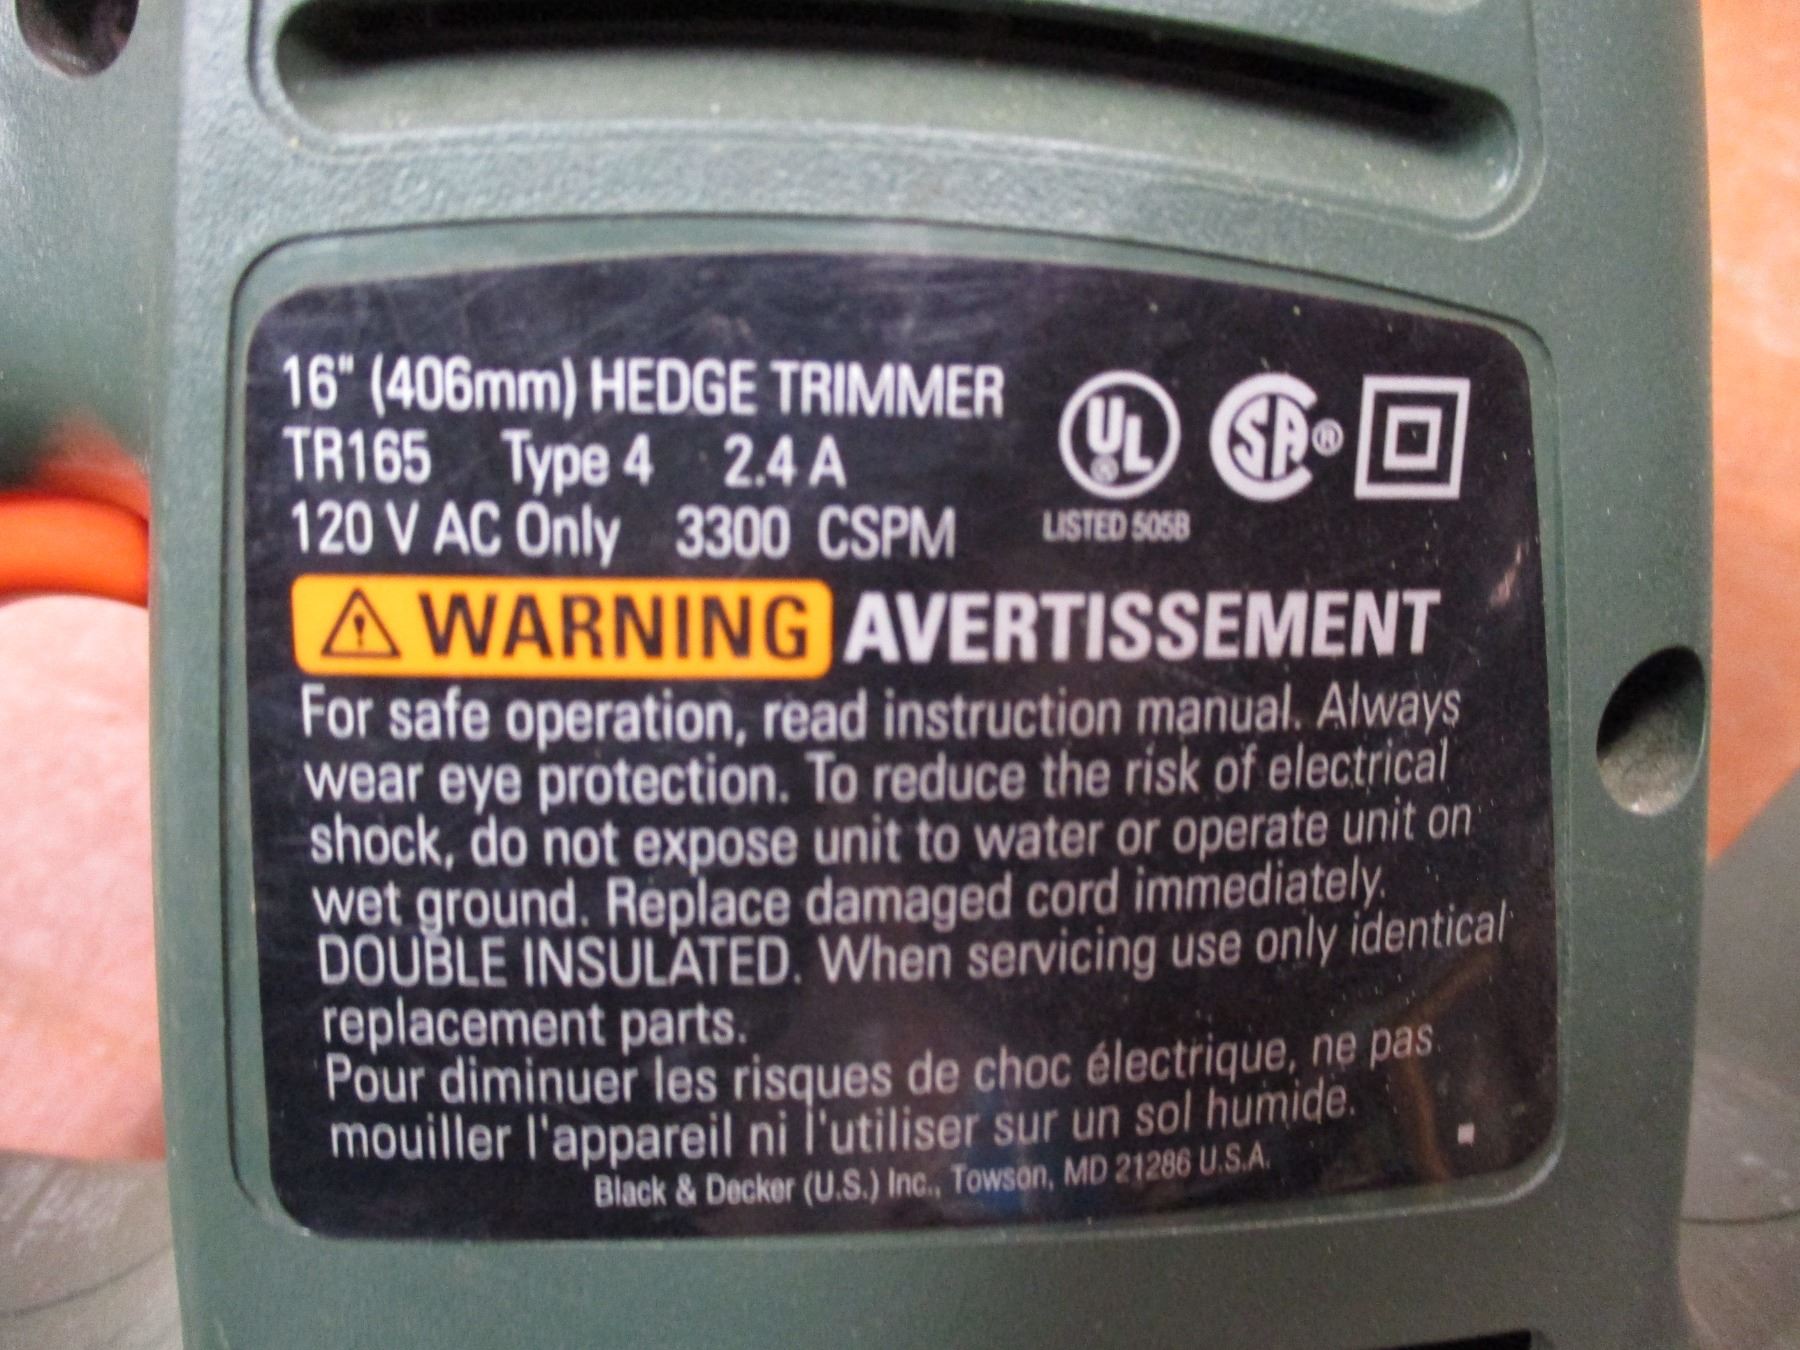 16" (406mm) HEDGE TRIMMER
TR165 Type 4 2.4 A
120 V AC Only 3300 CSPM
UL® SA®
LISTED 505B
WARNING AVERTISSEMENT
For safe operation, read instruction manual. Always
wear eye protection. To reduce the risk of electrical
shock, do not expose unit to water or operate unit on
wet ground. Replace damaged cord immediately.
DOUBLE INSULATED. When servicing use only identical
replacement parts.
Pour diminuer les risques de choc électrique, ne pas
mouiller l'appareil ni l'utiliser sur un sol humide.
Black & Decker (U.S.) Inc., Towson, MD 21286 U.S.A.